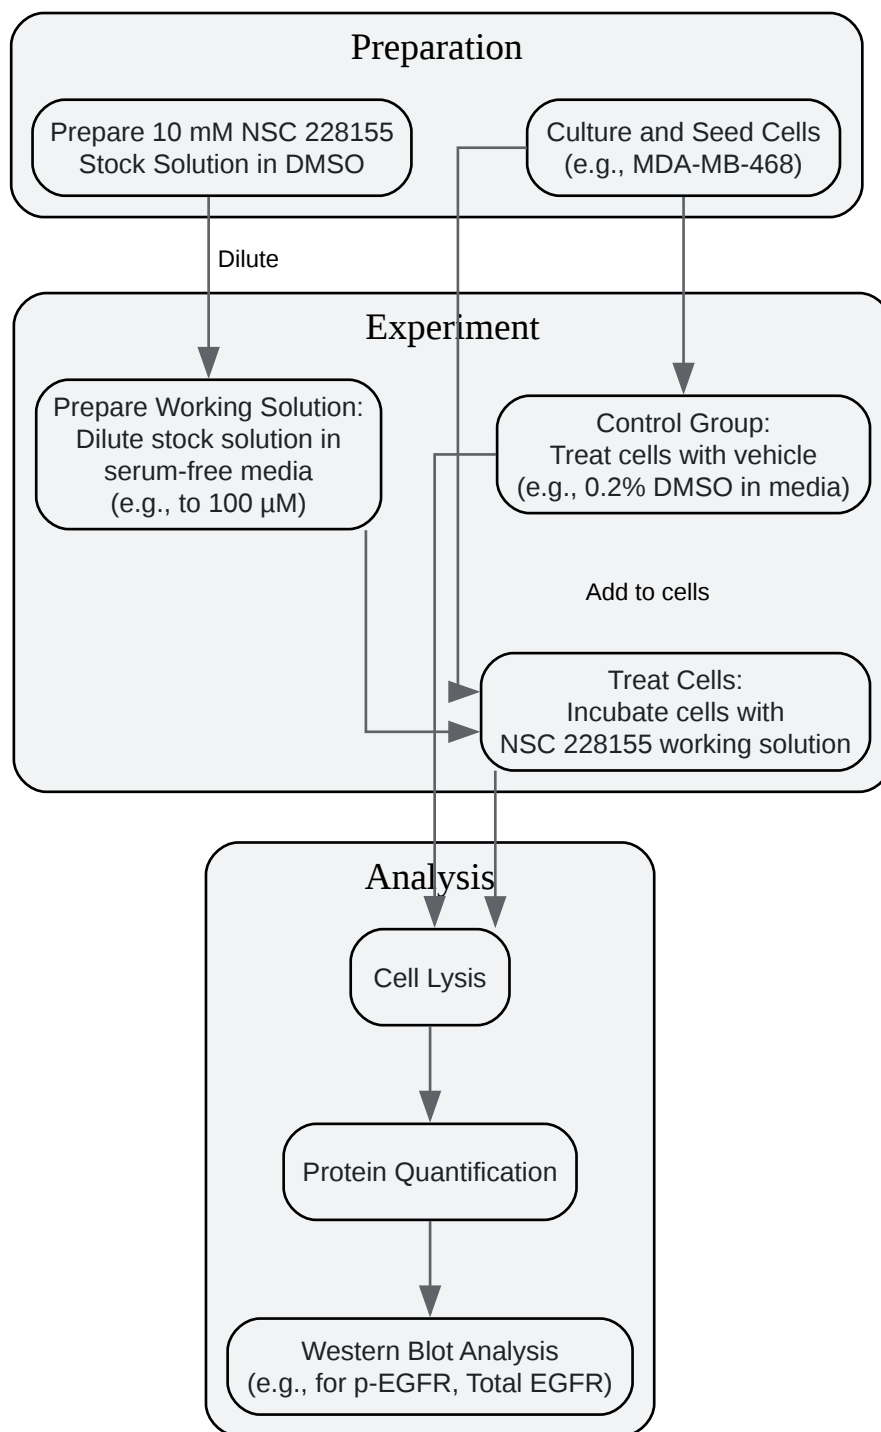 Preparation
Prepare 10 mM NSC 228155
Stock Solution in DMSO
Culture and Seed Cells
(e.g., MDA-MB-468)
Dilute
Experiment
Prepare Working Solution:
Dilute stock solution in
serum-free media
(e.g., to 100 µM)
Control Group:
Treat cells with vehicle
(e.g., 0.2% DMSO in media)
Add to cells
Treat Cells:
Incubate cells with
NSC 228155 working solution
Analysis
Cell Lysis
Protein Quantification
Western Blot Analysis
(e.g., for p-EGFR, Total EGFR)